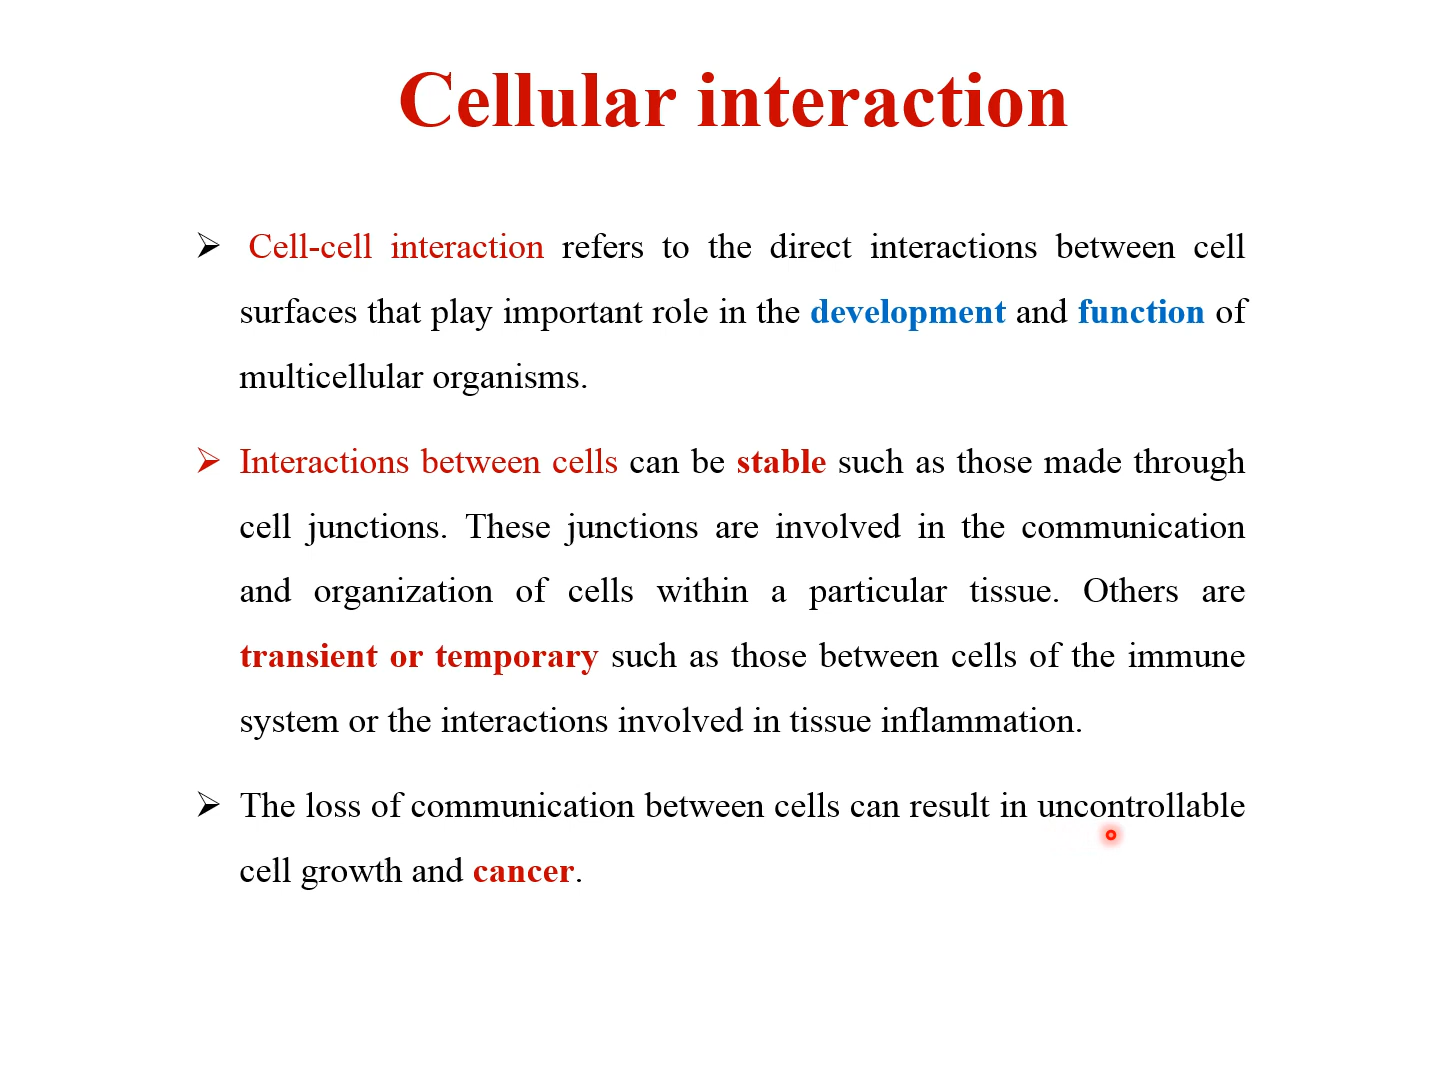 Cellular interaction
➢ Cell-cell interaction refers to the direct interactions between cell
surfaces that play important role in the development and function of
multicellular organisms.
➢ Interactions between cells can be stable such as those made through
cell junctions. These junctions are involved in the communication
and organization of cells within a particular tissue. Others are
transient or temporary such as those between cells of the immune
system or the interactions involved in tissue inflammation.
➢ The loss of communication between cells can result in uncontrollable
cell growth and cancer.